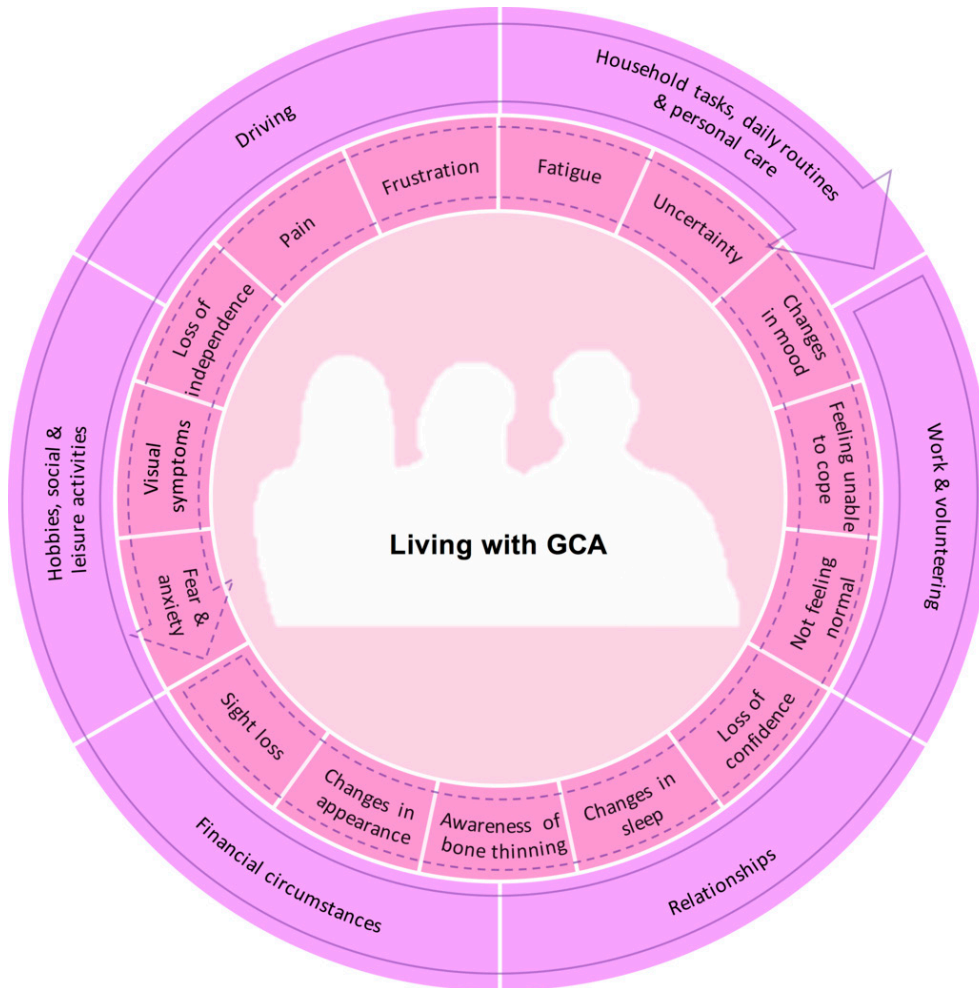 Driving
Household tasks, daily routines
& personal care
Work & volunteering
Relationships
Financial circumstances
Hobbies, social &
leisure activities
Frustration
Fatigue
Uncertainty
Changes
in mood
Feeling unable
to cope
Not feeling
normal
Loss of
confidence
Changes in
sleep
Awareness of
bone thinning
Changes in
appearance
Sight loss
Fear &
anxiety
Visual
symptoms
Loss of
independence
Pain
Living with GCA